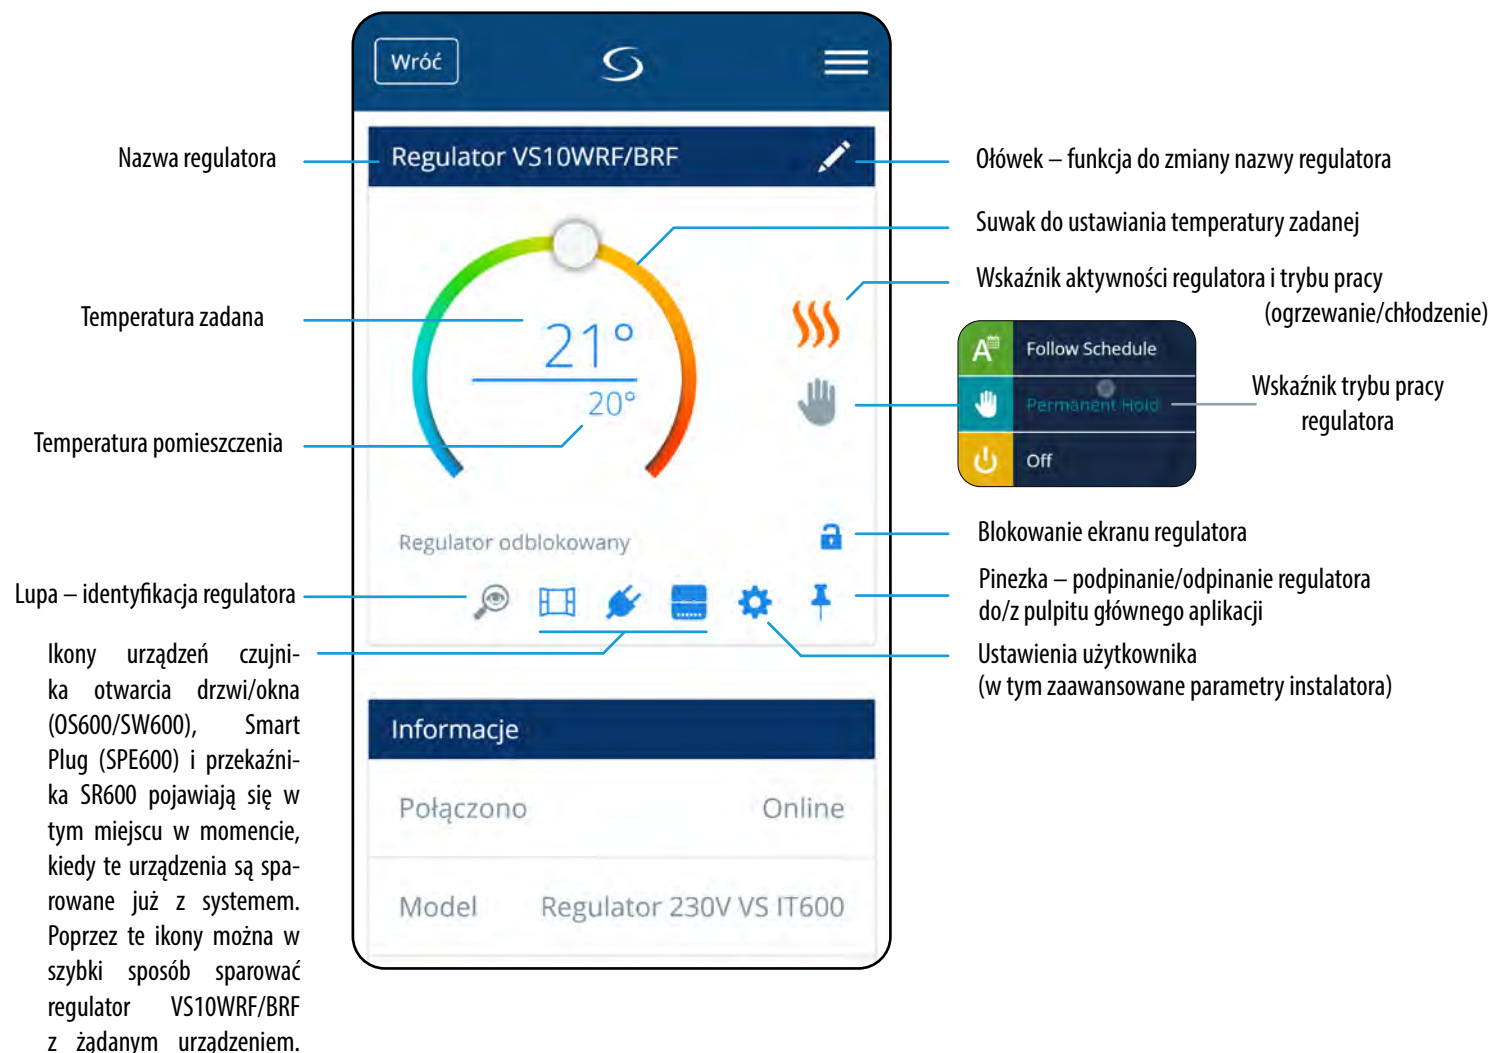 Wróć
Nazwa regulatora
Regulator VS10WRF/BRF
Ołówek – funkcja do zmiany nazwy regulatora
Suwak do ustawiania temperatury zadanej
Wskaźnik aktywności regulatora i trybu pracy
(ogrzewanie/chłodzenie)
Temperatura zadana
21°
20°
Temperatura pomieszczenia
A
Follow Schedule
Permanent Hold
Off
Wskaźnik trybu pracy
regulatora
Regulator odblokowany
Blokowanie ekranu regulatora
Lupa – identyfikacja regulatora
Pinezka – podpinanie/odpinanie regulatora
do/z pulpitu głównego aplikacji
Ustawienia użytkownika
(w tym zaawansowane parametry instalatora)
Ikony urządzeń czujni-
ka otwarcia drzwi/okna
(OS600/SW600), Smart
Plug (SPE600) i przekaźni-
ka SR600 pojawiają się w
tym miejscu w momencie,
kiedy te urządzenia są spa-
rowane już z systemem.
Poprzez te ikony można w
szybki sposób sparować
regulator VS10WRF/BRF
z żądanym urządzeniem.
Informacje
Połączono Online
Model Regulator 230V VS IT600